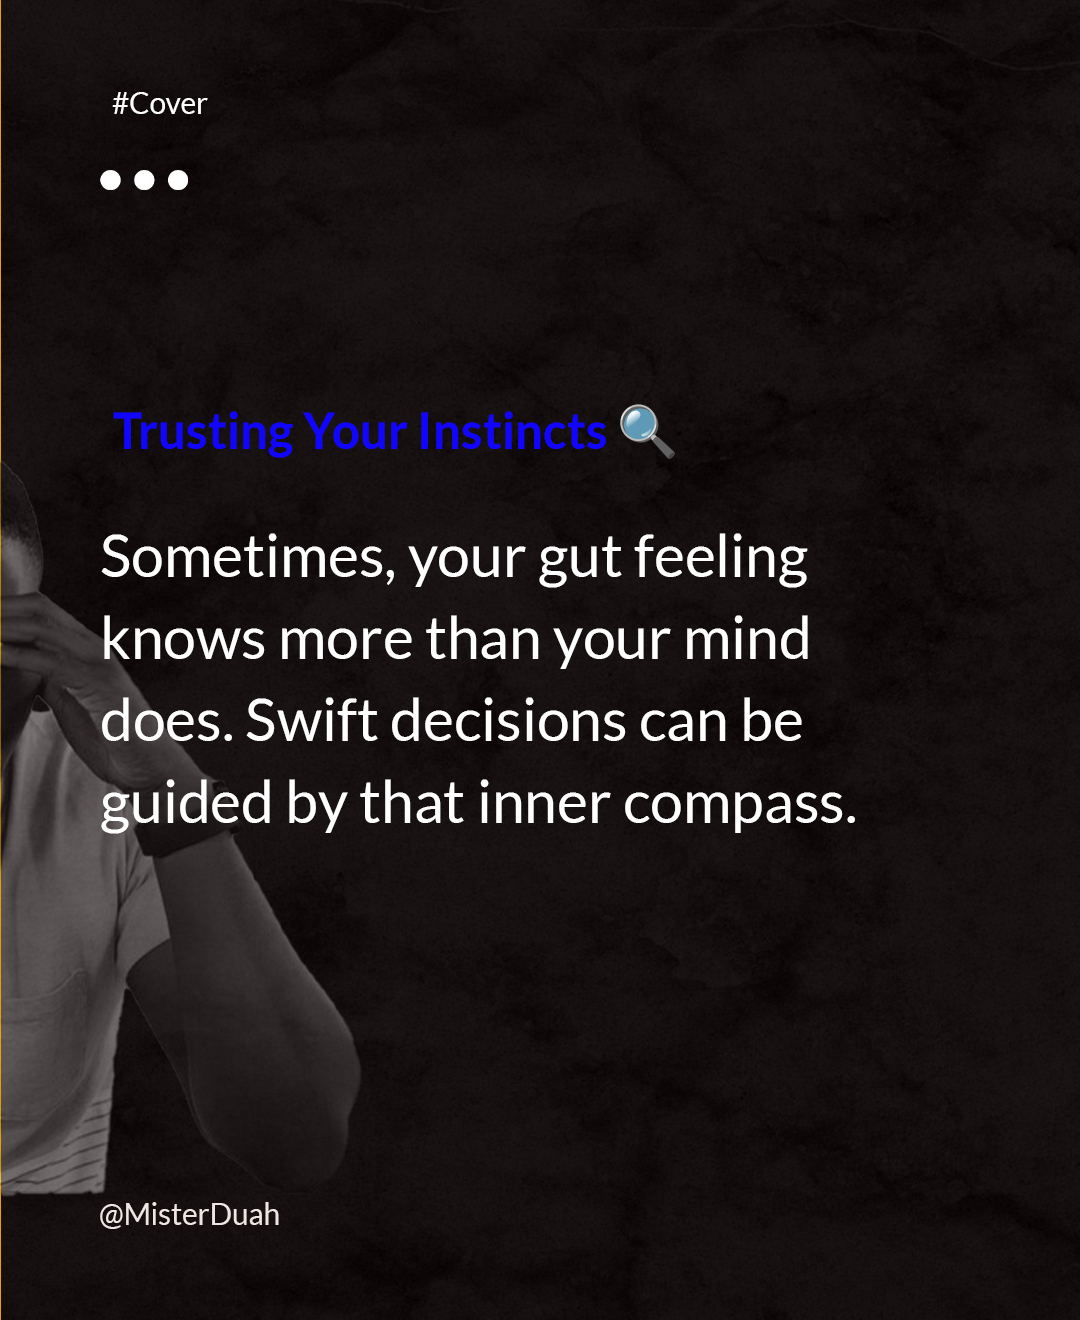 #Cover
Trusting Your Instincts 🔍
Sometimes, your gut feeling
knows more than your mind
does. Swift decisions can be
guided by that inner compass.
@MisterDuah